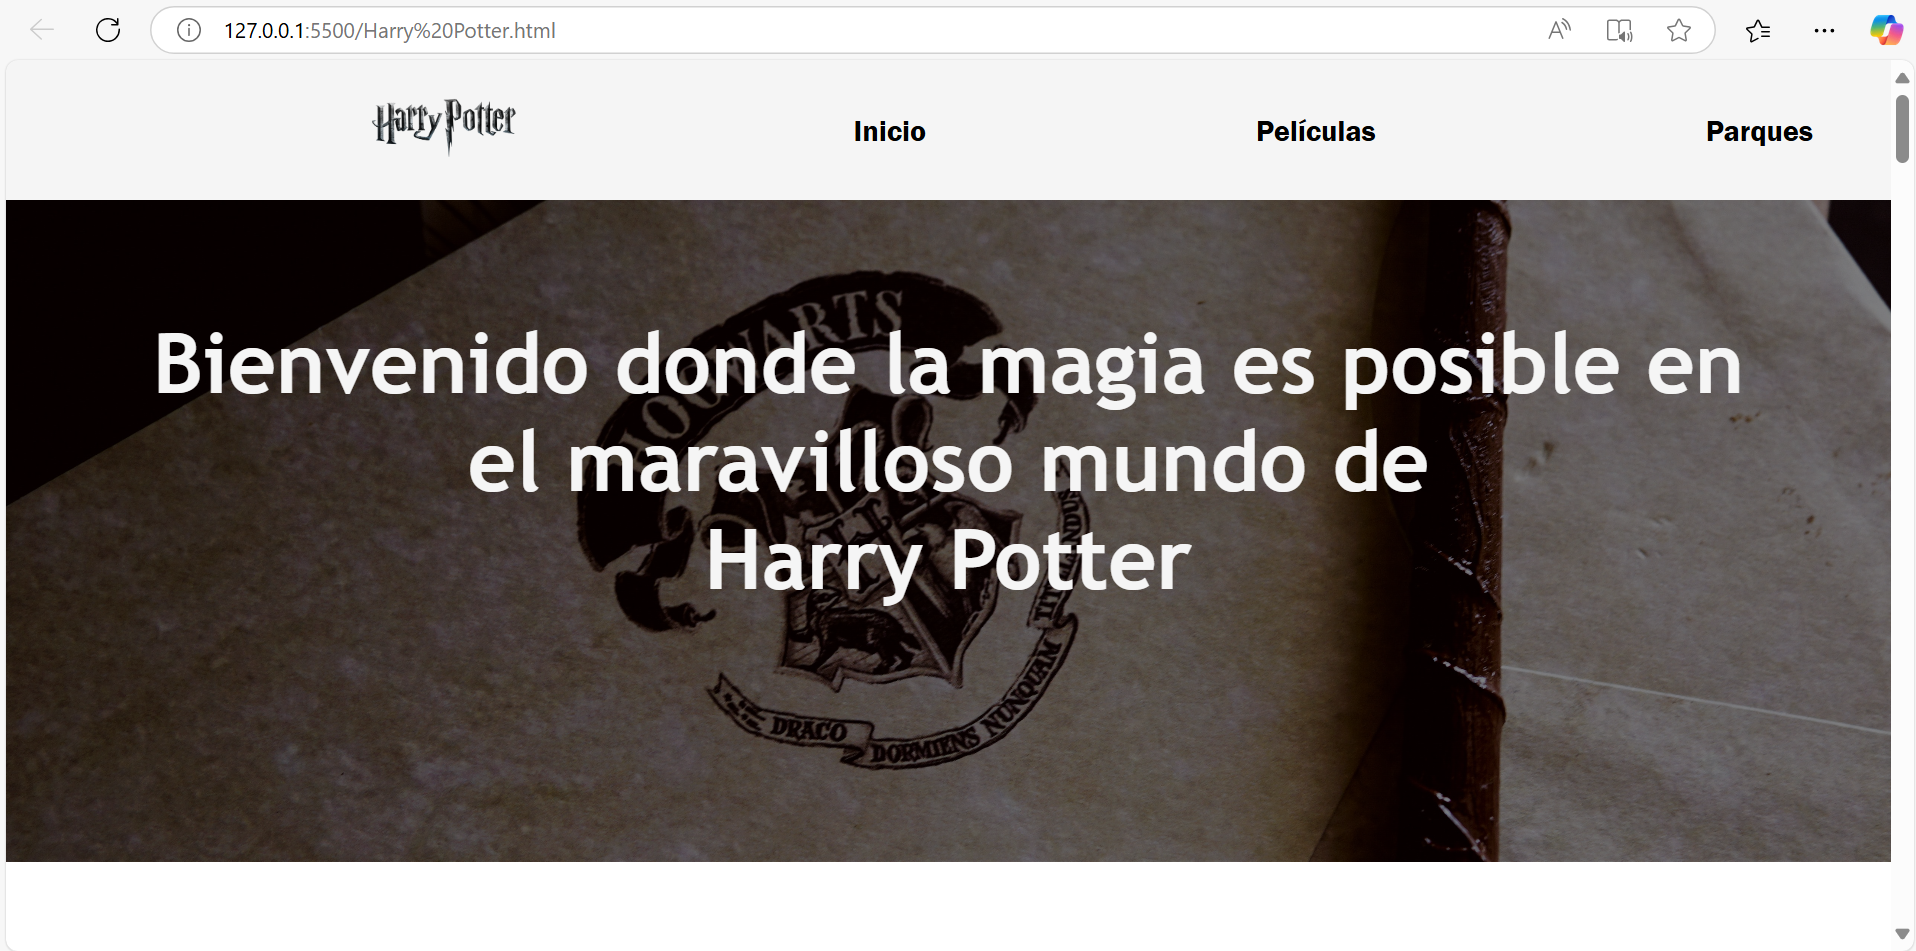 127.0.0.1:5500/Harry%20Potter.html
Harry Potter
Inicio
Películas
Parques
Bienvenido donde la magia es posible en
el maravilloso mundo de
Harry Potter
HOGWARTS
DRACO DORMIENS NUNQUAM TITILLANDUS